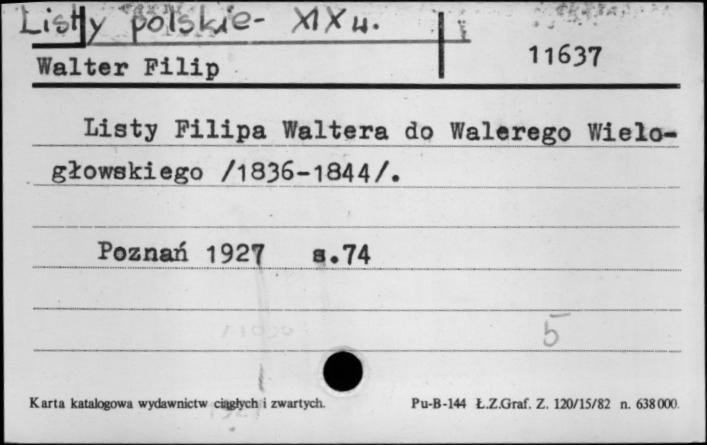 Listy polskie - XIX w.
Walter Filip
11637
Listy Filipa Waltera do Walerego Wielo-
głowskiego /1836-1844/.
Poznań 1927 s.74
5
Karta katalogowa wydawnictw ciągłych i zwartych.
Pu-B-144 Ł.Z.Graf. Z. 120/15/82 n. 638000.